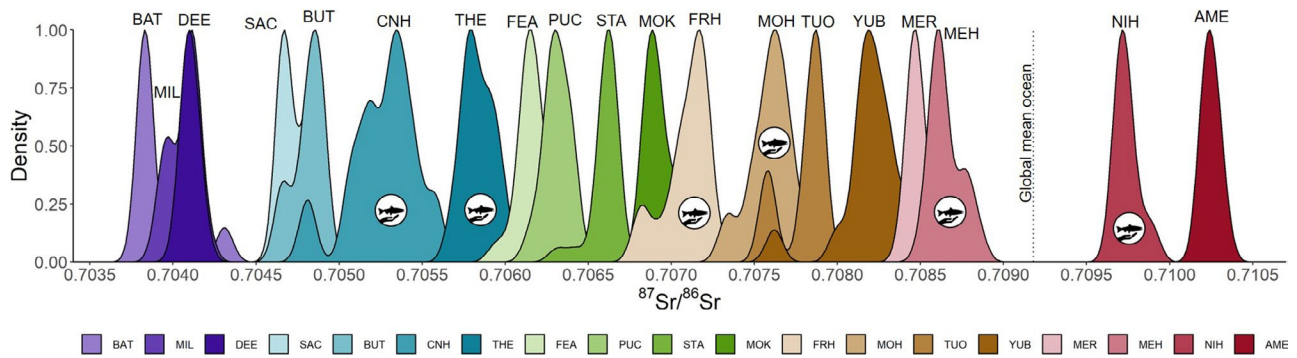 BAT DEE SAC BUT CNH THE FEA PUC STA MOK FRH MOH TUO YUB MER MEH NIH AME
MIL
1.00
0.75
0.50
0.25
0.00
Density
Global mean ocean
0.7035 0.7040 0.7045 0.7050 0.7055 0.7060 0.7065 0.7070 0.7075 0.7080 0.7085 0.7090 0.7095 0.7100 0.7105
⁸⁷Sr/⁸⁶Sr
BAT MIL DEE SAC BUT CNH THE FEA PUC STA MOK FRH MOH TUO YUB MER MEH NIH AME